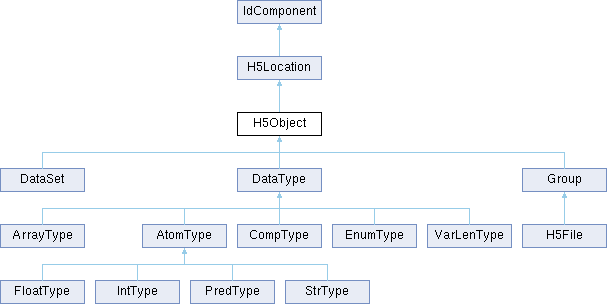 IdComponent
H5Location
H5Object
DataSet
DataType
Group
ArrayType
AtomType
CompType
EnumType
VarLenType
H5File
FloatType
IntType
PredType
StrType